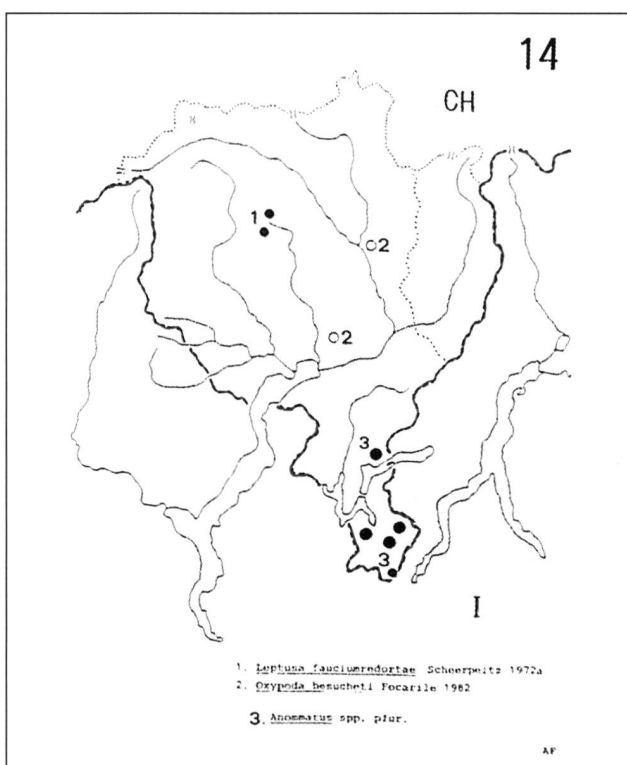 14
CH
1
2
2
3
3
I
1. Leptusa fauciumredortae Scheerpeltz 1972a
2. Oxypoda besucheti Focarile 1982
3. Anommatus spp. plur.
AF